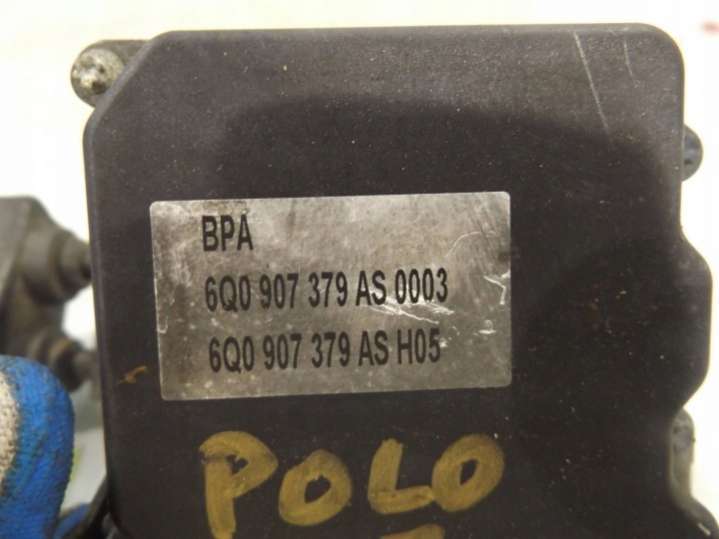 BPA
6Q0 907 379 AS 0003
6Q0 907 379 AS H05
POLO